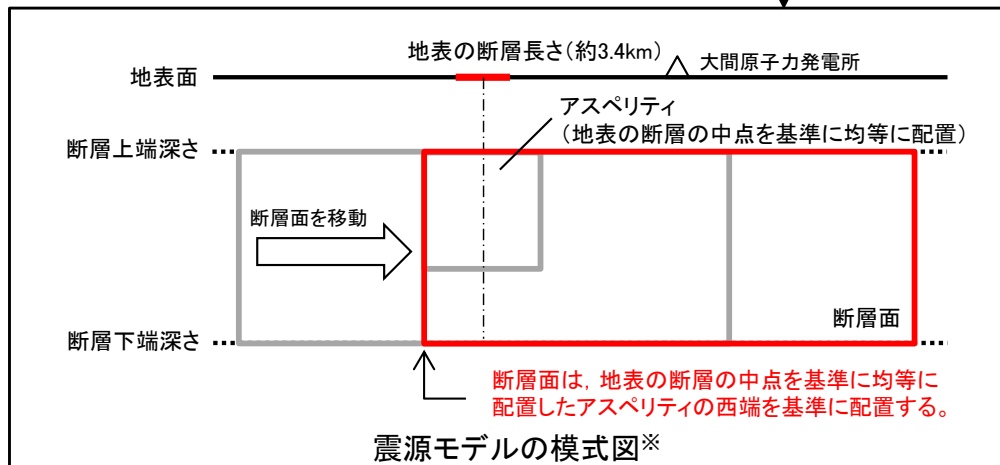 地表の断層長さ(約3.4km)
大間原子力発電所
地表面
アスペリティ
(地表の断層の中点を基準に均等に配置)
断層上端深さ
断層面を移動
断層面
断層下端深さ
断層面は，地表の断層の中点を基準に均等に
配置したアスペリティの西端を基準に配置する。
震源モデルの模式図※